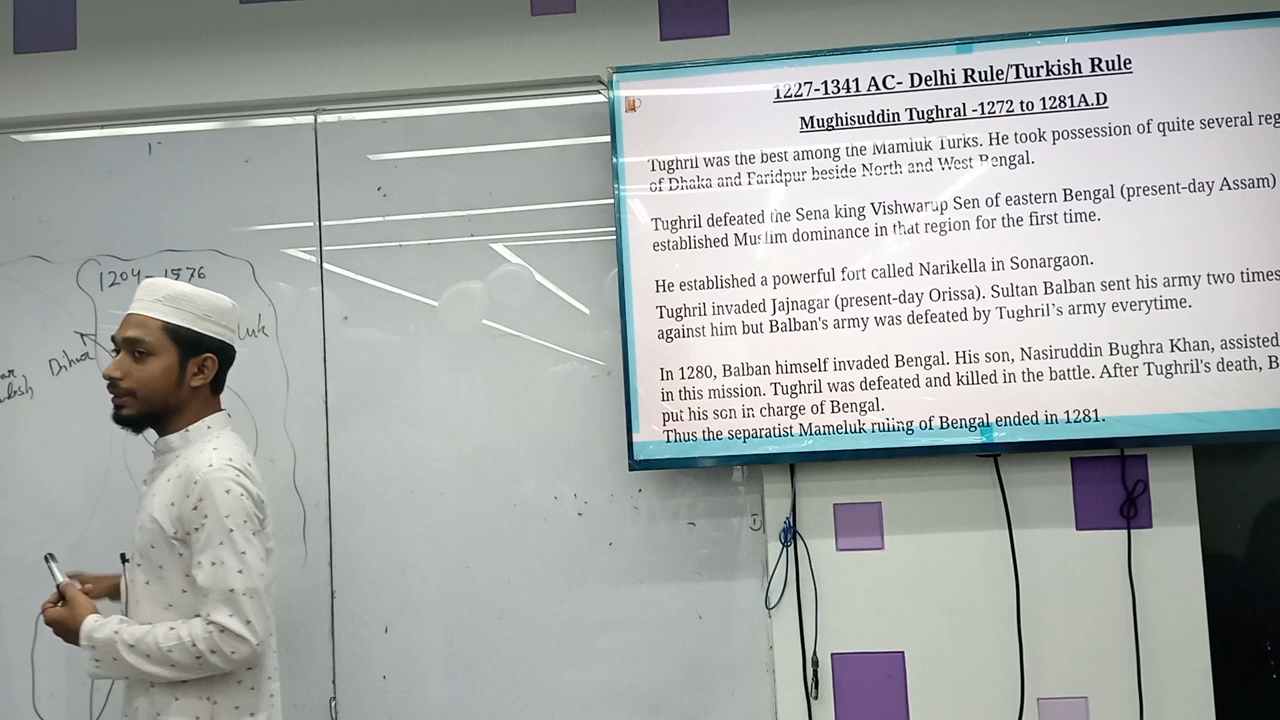 1204-1576
Bihar
luk
1227-1341 AC- Delhi Rule/Turkish Rule
Mughisuddin Tughral -1272 to 1281A.D
Tughril was the best among the Mamluk Turks. He took possession of quite several reg
of Dhaka and Faridpur beside North and West Bengal.
Tughril defeated the Sena king Vishwarup Sen of eastern Bengal (present-day Assam)
established Muslim dominance in that region for the first time.
He established a powerful fort called Narikella in Sonargaon.
Tughril invaded Jajnagar (present-day Orissa). Sultan Balban sent his army two times
against him but Balban's army was defeated by Tughril's army everytime.
In 1280, Balban himself invaded Bengal. His son, Nasiruddin Bughra Khan, assisted
in this mission. Tughril was defeated and killed in the battle. After Tughril's death, B
put his son in charge of Bengal.
Thus the separatist Mameluk ruling of Bengal ended in 1281.